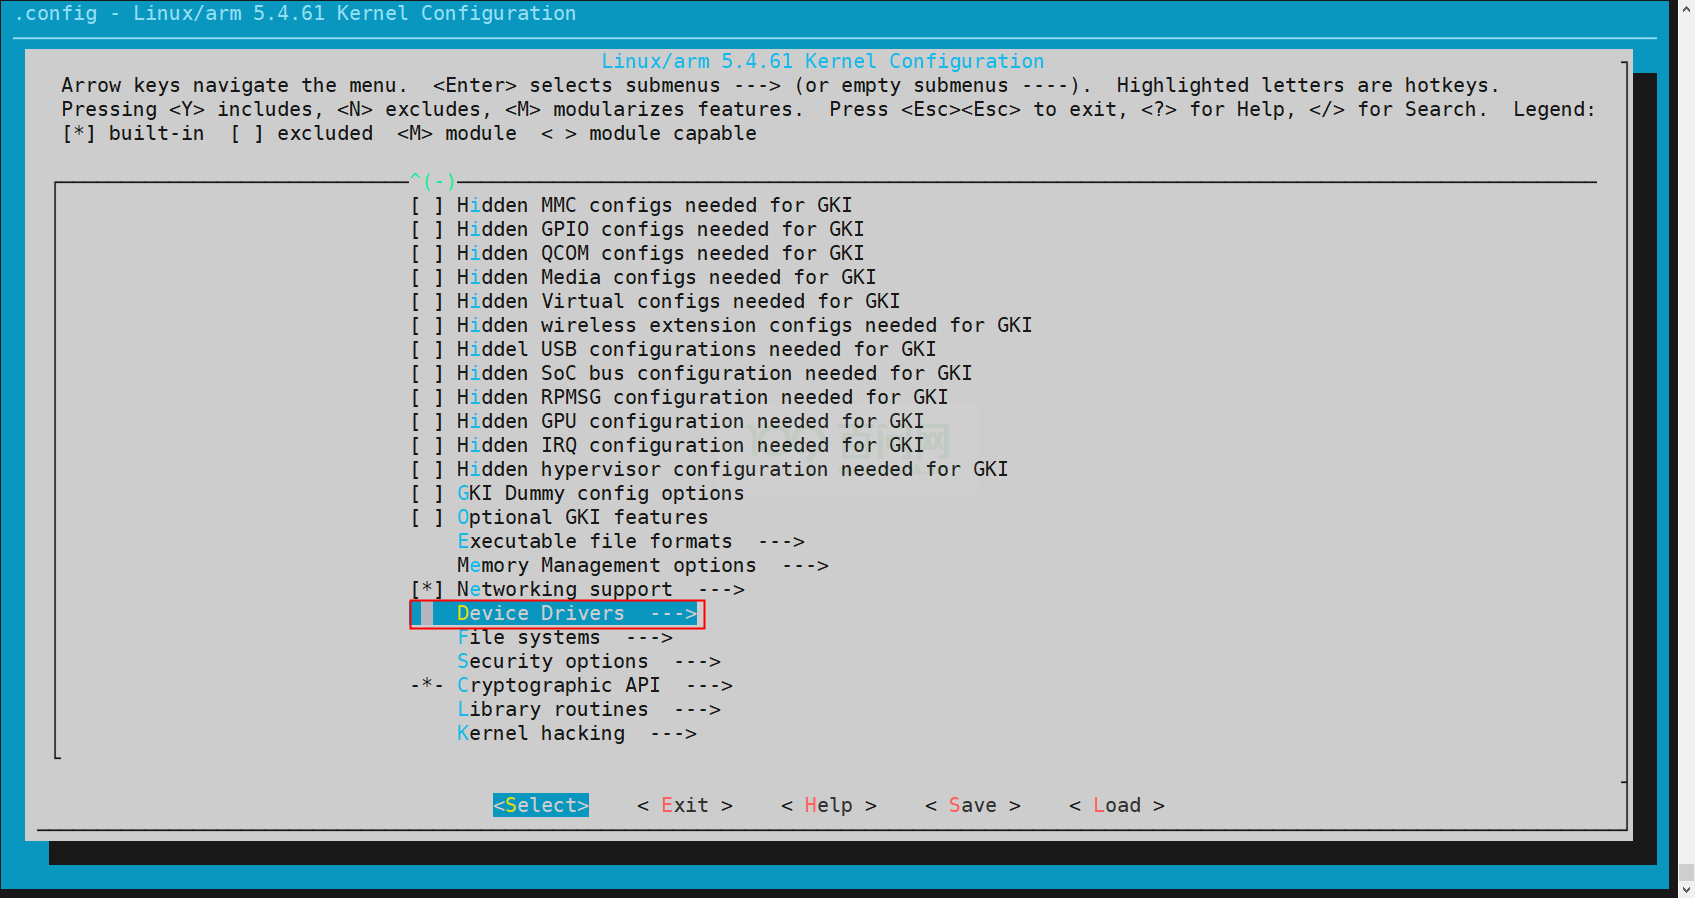 .config - Linux/arm 5.4.61 Kernel Configuration
Linux/arm 5.4.61 Kernel Configuration
Arrow keys navigate the menu.  <Enter> selects submenus ---> (or empty submenus ----).  Highlighted letters are hotkeys.
Pressing <Y> includes, <N> excludes, <M> modularizes features.  Press <Esc><Esc> to exit, <?> for Help, </> for Search.  Legend:
[*] built-in  [ ] excluded  <M> module  < > module capable
^(-)
[ ] Hidden MMC configs needed for GKI
[ ] Hidden GPIO configs needed for GKI
[ ] Hidden QCOM configs needed for GKI
[ ] Hidden Media configs needed for GKI
[ ] Hidden Virtual configs needed for GKI
[ ] Hidden wireless extension configs needed for GKI
[ ] Hiddel USB configurations needed for GKI
[ ] Hidden SoC bus configuration needed for GKI
[ ] Hidden RPMSG configuration needed for GKI
[ ] Hidden GPU configuration needed for GKI
[ ] Hidden IRQ configuration needed for GKI
[ ] Hidden hypervisor configuration needed for GKI
[ ] GKI Dummy config options
[ ] Optional GKI features
Executable file formats  --->
Memory Management options  --->
[*] Networking support  --->
Device Drivers  --->
File systems  --->
Security options  --->
-*- Cryptographic API  --->
Library routines  --->
Kernel hacking  --->
<Select>    < Exit >    < Help >    < Save >    < Load >